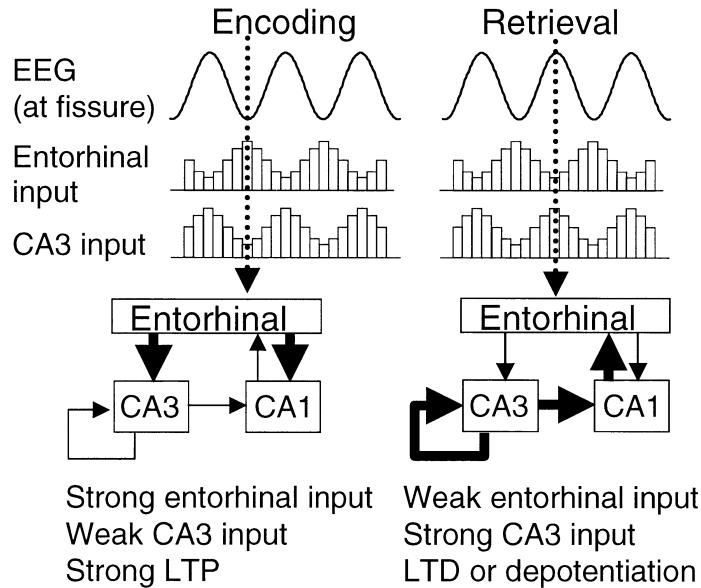 Encoding Retrieval
EEG
(at fissure)
Entorhinal
input
CA3 input
Entorhinal Entorhinal
CA3 CA1 CA3 CA1
Strong entorhinal input
Weak CA3 input
Strong LTP
Weak entorhinal input
Strong CA3 input
LTD or depotentiation